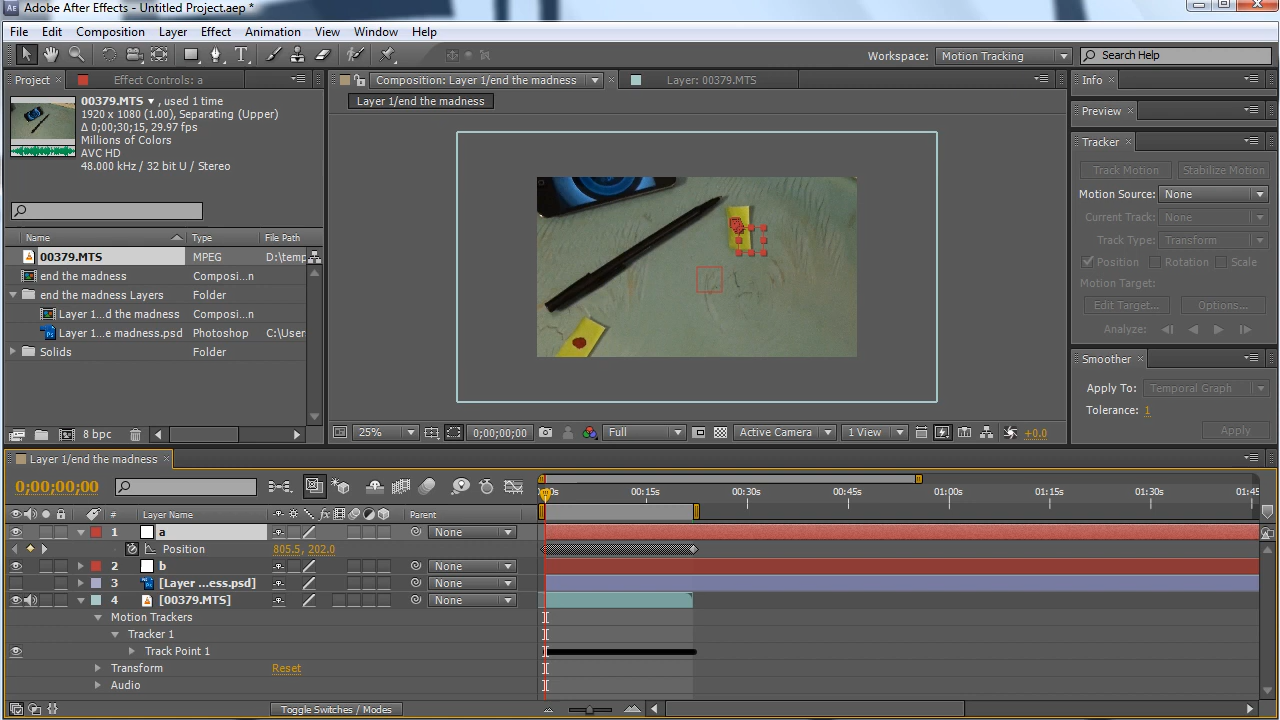 Adobe After Effects - Untitled Project.aep *
File Edit Composition Layer Effect Animation View Window Help
Workspace: Motion Tracking Search Help
Project Effect Controls: a
00379.MTS ▼, used 1 time
1920 x 1080 (1.00), Separating (Upper)
Δ 0;00;30;15, 29.97 fps
Millions of Colors
AVC HD
48.000 kHz / 32 bit U / Stereo
Name Type File Path
00379.MTS MPEG D:\temp
end the madness Composi...n
end the madness Layers Folder
Layer 1...d the madness Composi...n
Layer 1...e madness.psd Photoshop C:\User
Solids Folder
8 bpc
Composition: Layer 1/end the madness Layer: 00379.MTS
Layer 1/end the madness
25% 0;00;00;00 Full Active Camera 1 View +0.0
Info
Preview
Tracker
Track Motion Stabilize Motion
Motion Source: None
Current Track: None
Track Type: Transform
Position Rotation Scale
Motion Target:
Edit Target... Options...
Analyze:
Smoother
Apply To: Temporal Graph
Tolerance: 1
Apply
Layer 1/end the madness
0;00;00;00
00s 00:15s 00:30s 00:45s 01:00s 01:15s 01:30s 01:45
# Layer Name Parent
1 a None
Position 805.5, 202.0
2 b None
3 [Layer ...ess.psd] None
4 [00379.MTS] None
Motion Trackers
Tracker 1
Track Point 1
Transform Reset
Audio
Toggle Switches / Modes